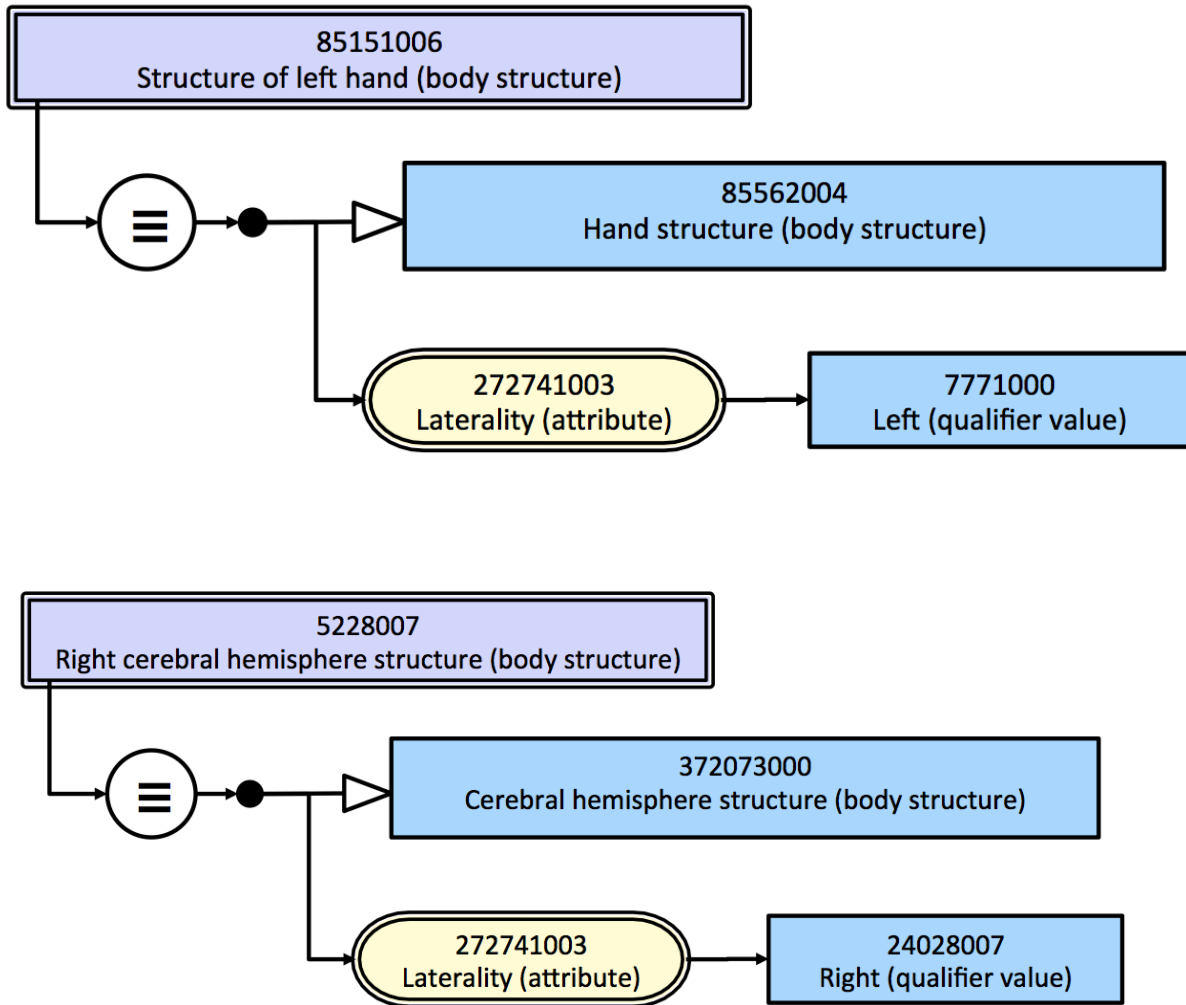 85151006
Structure of left hand (body structure)
≡
85562004
Hand structure (body structure)
272741003
Laterality (attribute)
7771000
Left (qualifier value)
5228007
Right cerebral hemisphere structure (body structure)
≡
372073000
Cerebral hemisphere structure (body structure)
272741003
Laterality (attribute)
24028007
Right (qualifier value)